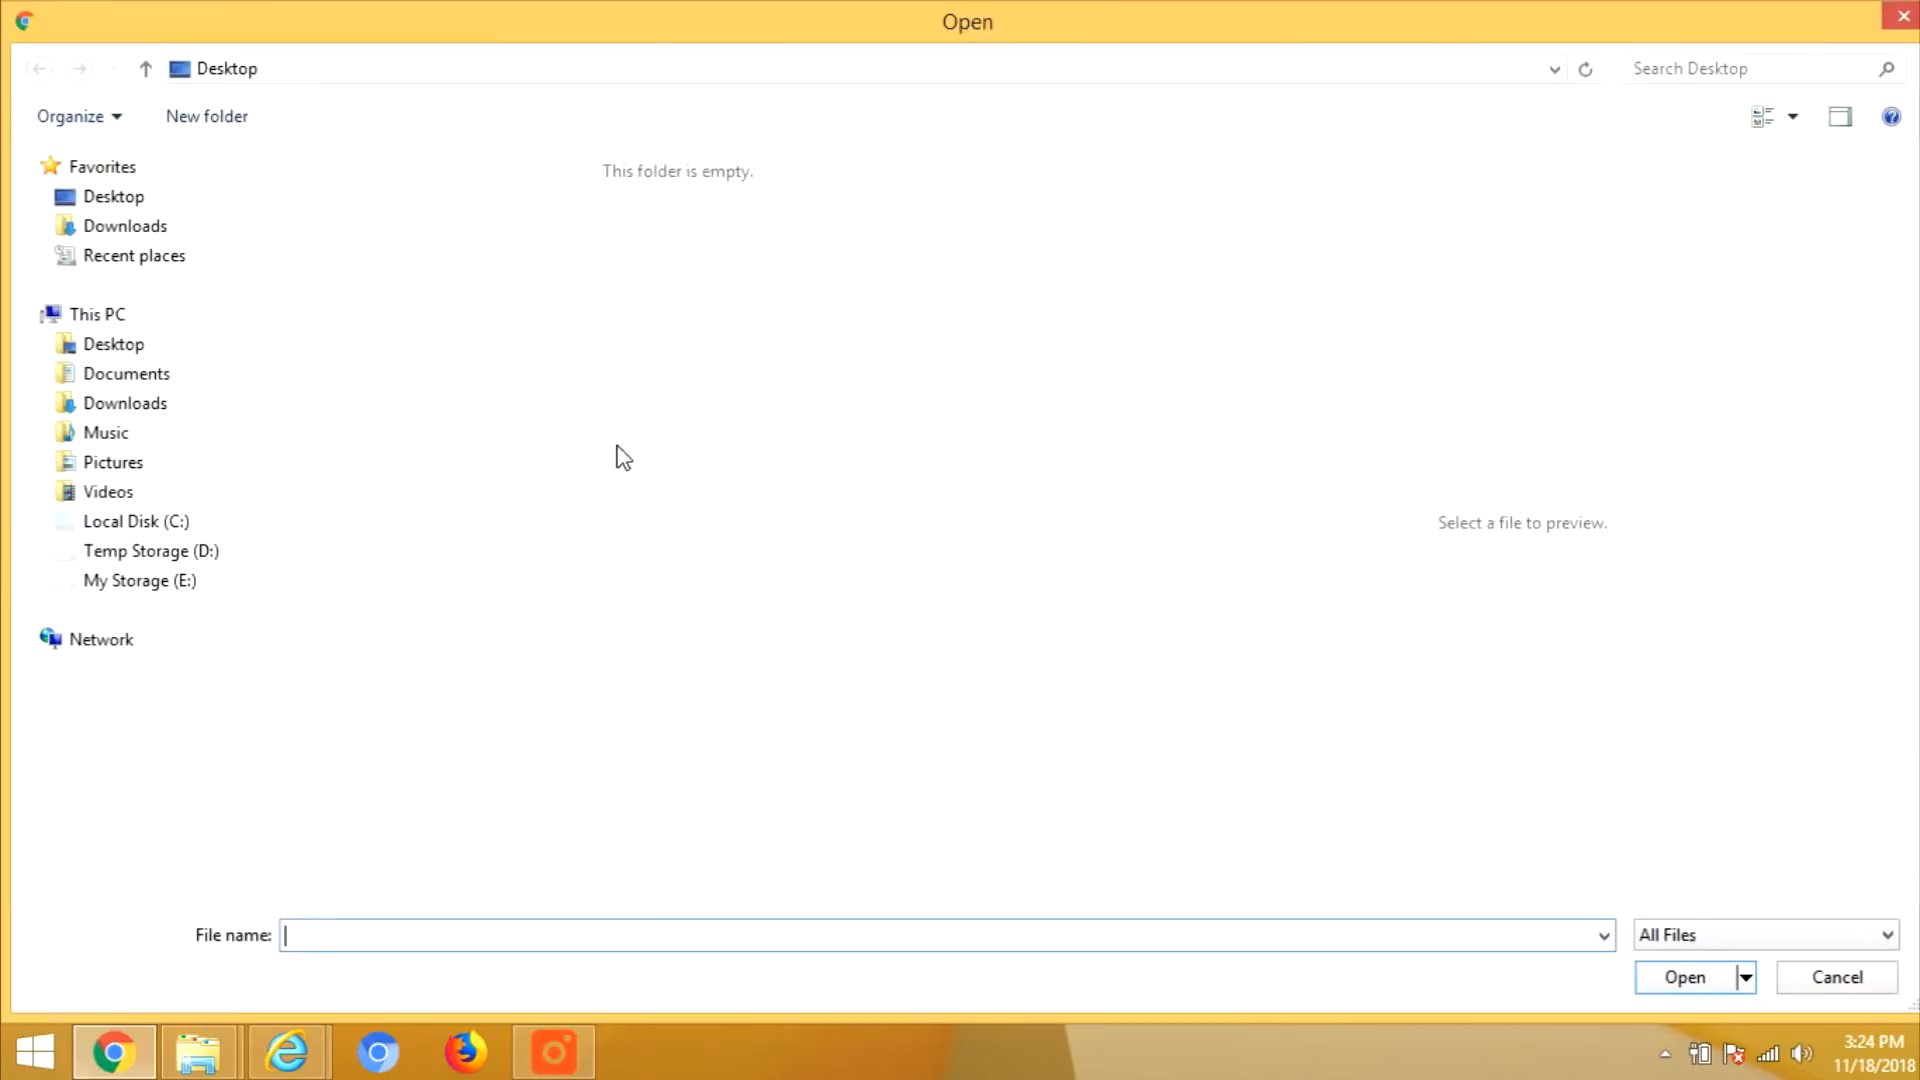 Open
Desktop
Search Desktop
Organize
New folder
Favorites
Desktop
Downloads
Recent places
This PC
Desktop
Documents
Downloads
Music
Pictures
Videos
Local Disk (C:)
Temp Storage (D:)
My Storage (E:)
Network
This folder is empty.
Select a file to preview.
File name:
All Files
Open
Cancel
3:24 PM
11/18/2018